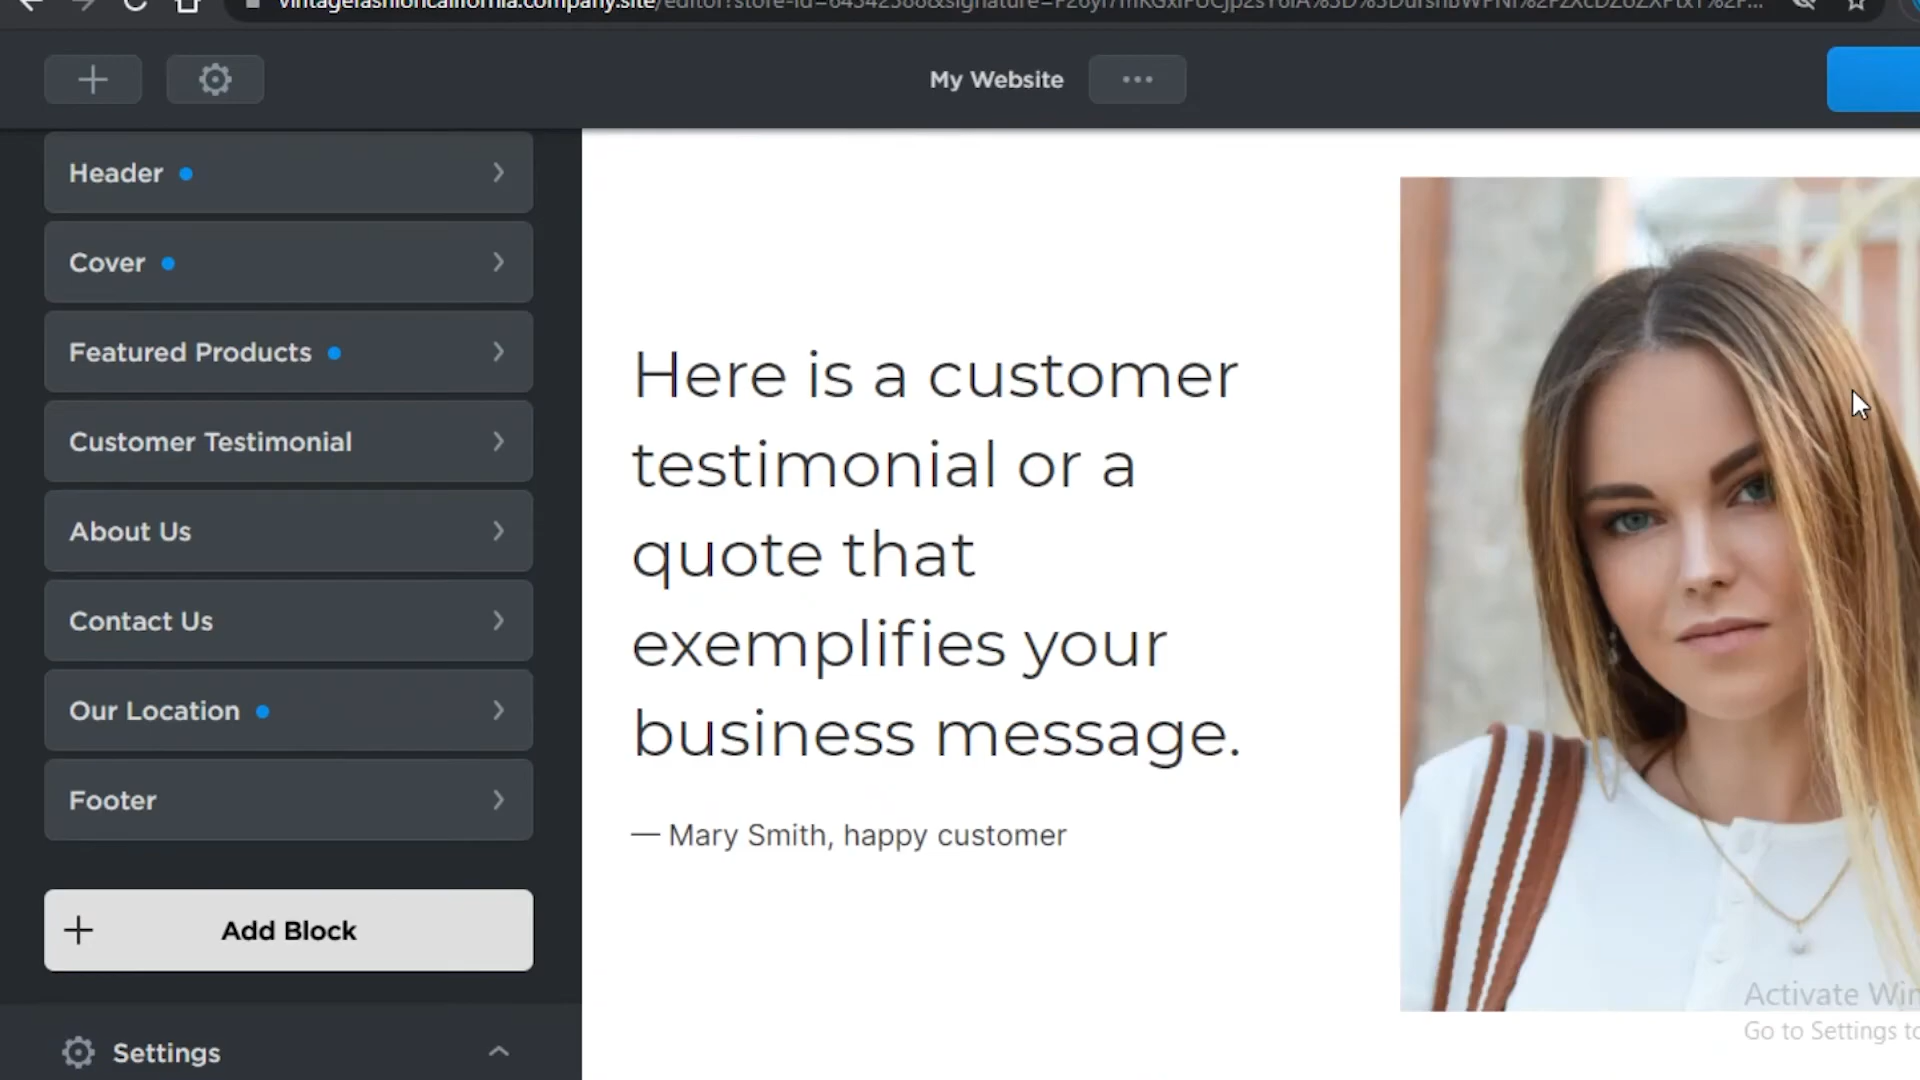 My Website
Header
Cover
Featured Products
Customer Testimonial
About Us
Contact Us
Our Location
Footer
Add Block
Settings
Here is a customer
testimonial or a
quote that
exemplifies your
business message.
— Mary Smith, happy customer
Activate Win
Go to Settings to